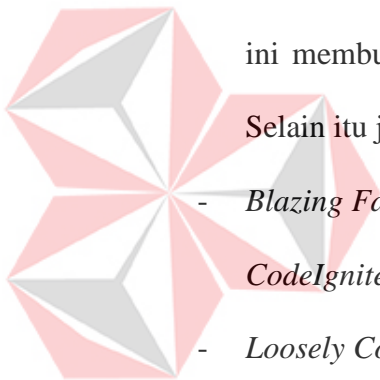 ini membu
Selain itu j
- Blazing Fa
CodeIgnite
- Loosely Co